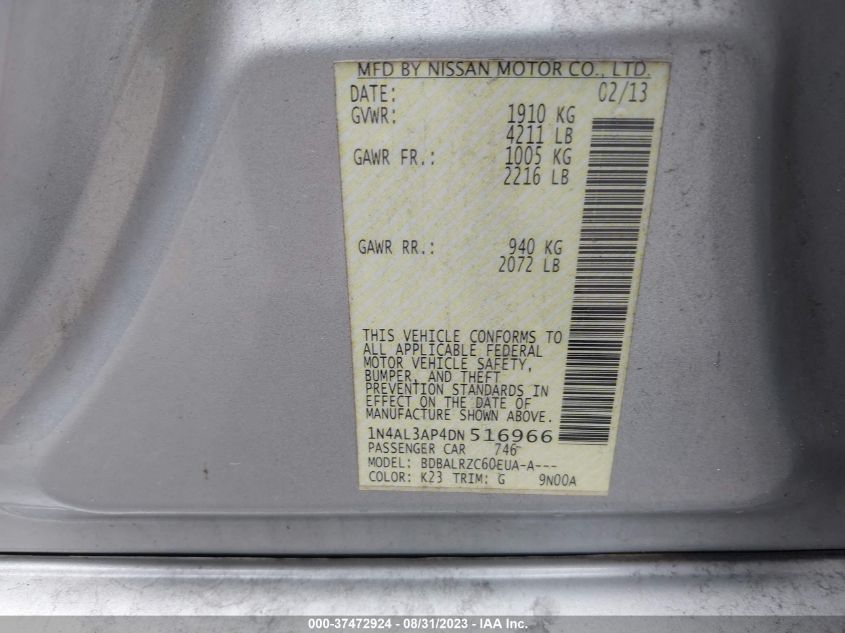 MFD BY NISSAN MOTOR CO., LTD.
DATE: 02/13
GVWR: 1910 KG
4211 LB
GAWR FR.: 1005 KG
2216 LB
GAWR RR.: 940 KG
2072 LB
THIS VEHICLE CONFORMS TO
ALL APPLICABLE FEDERAL
MOTOR VEHICLE SAFETY,
BUMPER, AND THEFT
PREVENTION STANDARDS IN
EFFECT ON THE DATE OF
MANUFACTURE SHOWN ABOVE.
1N4AL3AP4DN516966
PASSENGER CAR 746
MODEL: BDBALRZC60EUA-A---
COLOR: K23 TRIM: G 9N00A
000-37472924 - 08/31/2023 - IAA Inc.